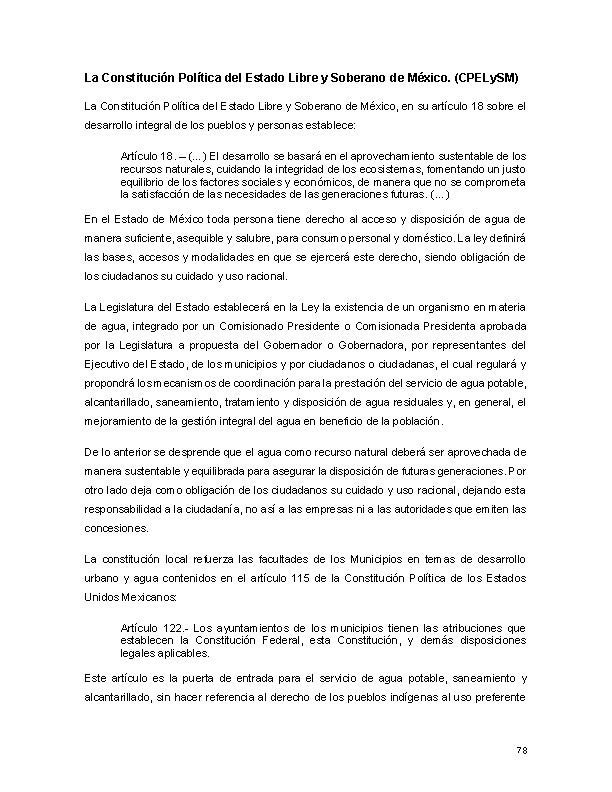 La Constitución Política del Estado Libre y Soberano de México. (CPELySM)
La Constitución Política del Estado Libre y Soberano de México, en su artículo 18 sobre el
desarrollo integral de los pueblos y personas establece:
Artículo 18. – (…) El desarrollo se basará en el aprovechamiento sustentable de los
recursos naturales, cuidando la integridad de los ecosistemas, fomentando un justo
equilibrio de los factores sociales y económicos, de manera que no se comprometa
la satisfacción de las necesidades de las generaciones futuras. (…)
En el Estado de México toda persona tiene derecho al acceso y disposición de agua de
manera suficiente, asequible y salubre, para consumo personal y doméstico. La ley definirá
las bases, accesos y modalidades en que se ejercerá este derecho, siendo obligación de
los ciudadanos su cuidado y uso racional.
La Legislatura del Estado establecerá en la Ley la existencia de un organismo en materia
de agua, integrado por un Comisionado Presidente o Comisionada Presidenta aprobada
por la Legislatura a propuesta del Gobernador o Gobernadora, por representantes del
Ejecutivo del Estado, de los municipios y por ciudadanos o ciudadanas, el cual regulará y
propondrá los mecanismos de coordinación para la prestación del servicio de agua potable,
alcantarillado, saneamiento, tratamiento y disposición de agua residuales y, en general, el
mejoramiento de la gestión integral del agua en beneficio de la población.
De lo anterior se desprende que el agua como recurso natural deberá ser aprovechada de
manera sustentable y equilibrada para asegurar la disposición de futuras generaciones. Por
otro lado deja como obligación de los ciudadanos su cuidado y uso racional, dejando esta
responsabilidad a la ciudadanía, no así a las empresas ni a las autoridades que emiten las
concesiones.
La constitución local refuerza las facultades de los Municipios en temas de desarrollo
urbano y agua contenidos en el artículo 115 de la Constitución Política de los Estados
Unidos Mexicanos:
Artículo 122.- Los ayuntamientos de los municipios tienen las atribuciones que
establecen la Constitución Federal, esta Constitución, y demás disposiciones
legales aplicables.
Este artículo es la puerta de entrada para el servicio de agua potable, saneamiento y
alcantarillado, sin hacer referencia al derecho de los pueblos indígenas al uso preferente
78